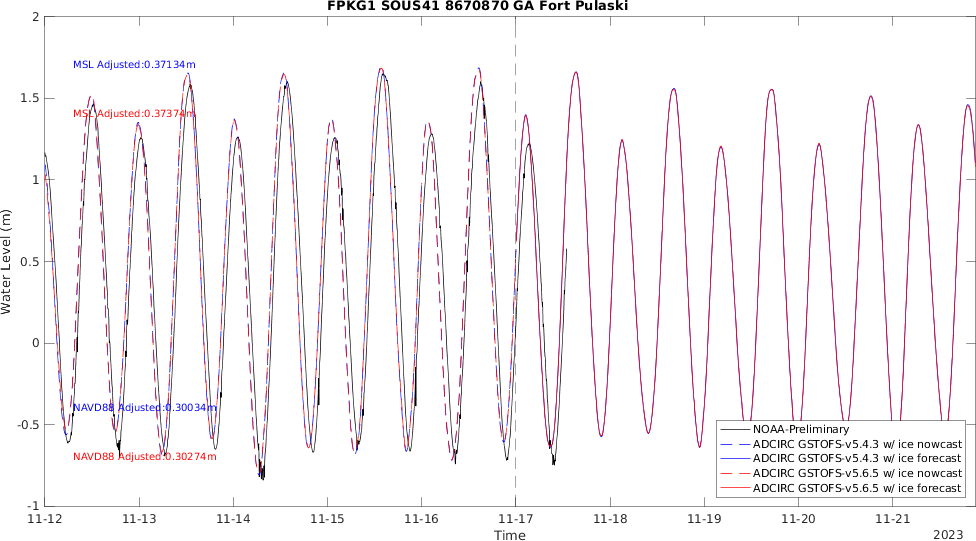 FPKG1 SOUS41 8670870 GA Fort Pulaski
2
1.5
1
0.5
0
-0.5
-1
Water Level (m)
MSL Adjusted:0.37134m
MSL Adjusted:0.37374m
NAVD88 Adjusted:0.30034m
NAVD88 Adjusted:0.30274m
NOAA-Preliminary
ADCIRC GSTOFS-v5.4.3 w/ ice nowcast
ADCIRC GSTOFS-v5.4.3 w/ ice forecast
ADCIRC GSTOFS-v5.6.5 w/ ice nowcast
ADCIRC GSTOFS-v5.6.5 w/ ice forecast
11-12 11-13 11-14 11-15 11-16 11-17 11-18 11-19 11-20 11-21
Time
2023